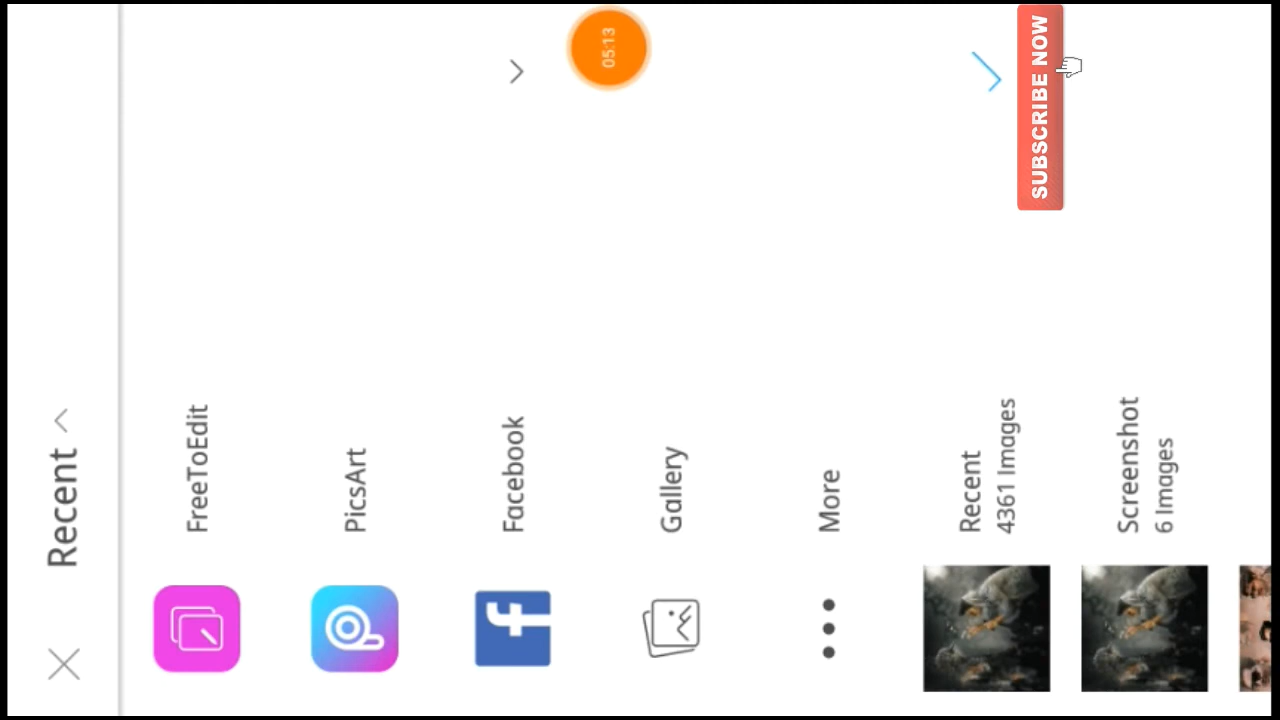 Recent
FreeToEdit
PicsArt
Facebook
Gallery
More
Recent
4361 Images
Screenshot
6 Images
05:13
SUBSCRIBE NOW